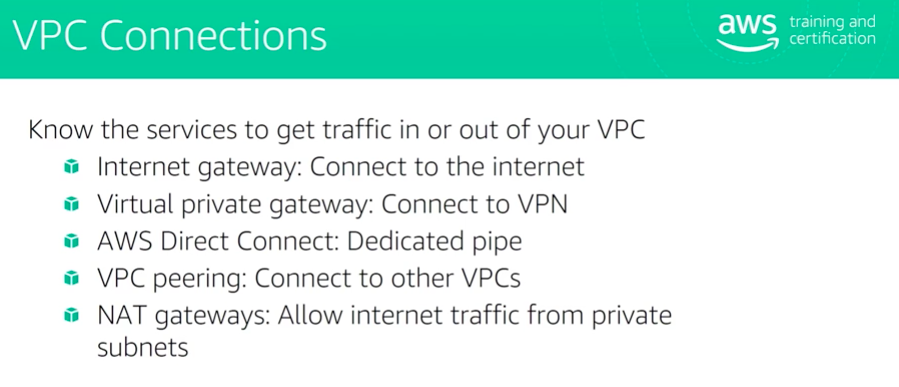 VPC Connections
aws training and
certification
Know the services to get traffic in or out of your VPC
Internet gateway: Connect to the internet
Virtual private gateway: Connect to VPN
AWS Direct Connect: Dedicated pipe
VPC peering: Connect to other VPCs
NAT gateways: Allow internet traffic from private
subnets